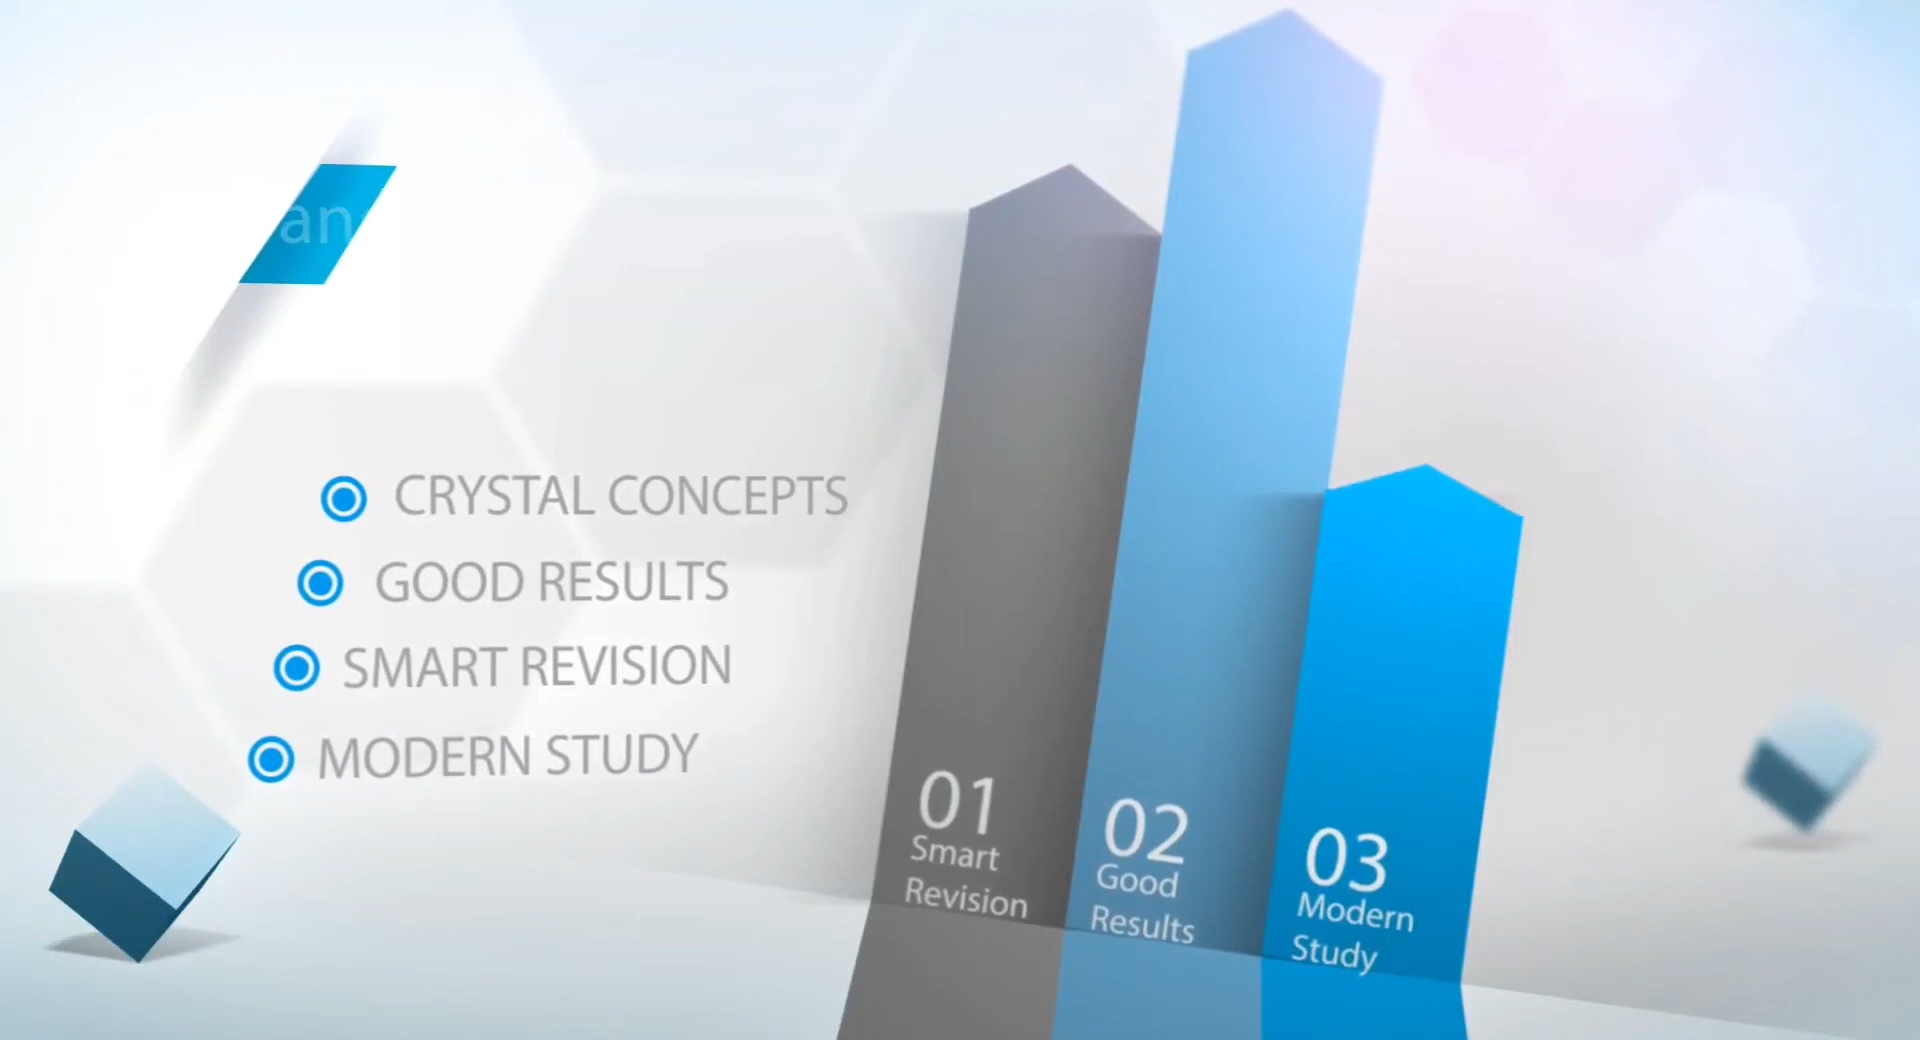 CRYSTAL CONCEPTS
GOOD RESULTS
SMART REVISION
MODERN STUDY
01
Smart
Revision
02
Good
Results
03
Modern
Study